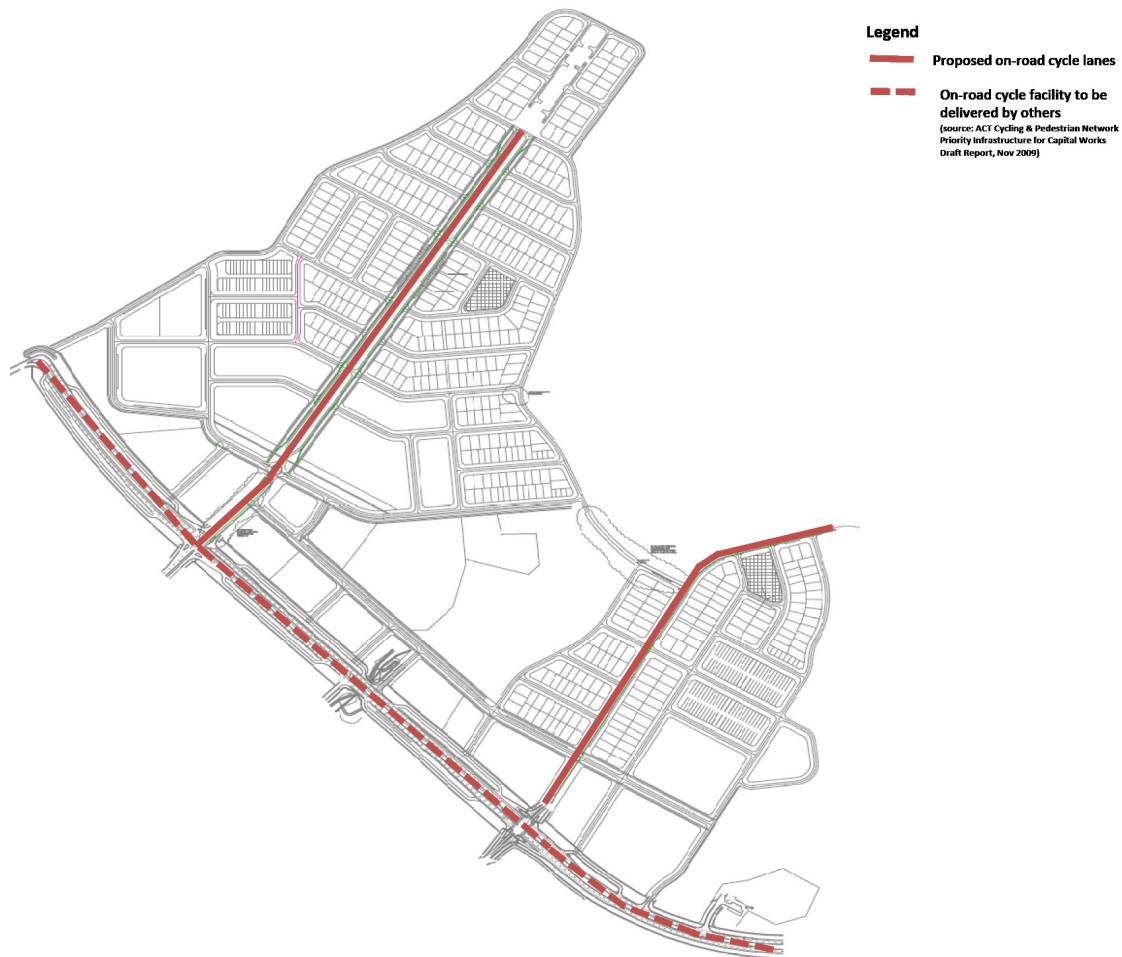 Legend
Proposed on-road cycle lanes
On-road cycle facility to be
delivered by others
(source: ACT Cycling & Pedestrian Network
Priority Infrastructure for Capital Works
Draft Report, Nov 2009)